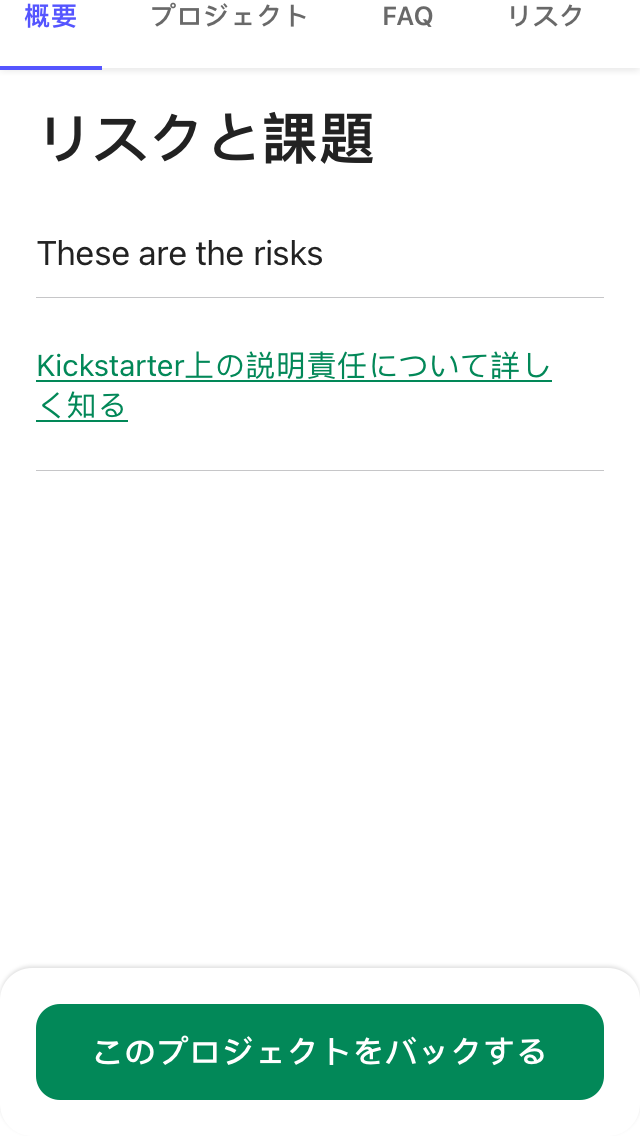 概要 プロジェクト FAQ リスク
リスクと課題
These are the risks
Kickstarter上の説明責任について詳し
く知る
このプロジェクトをバックする